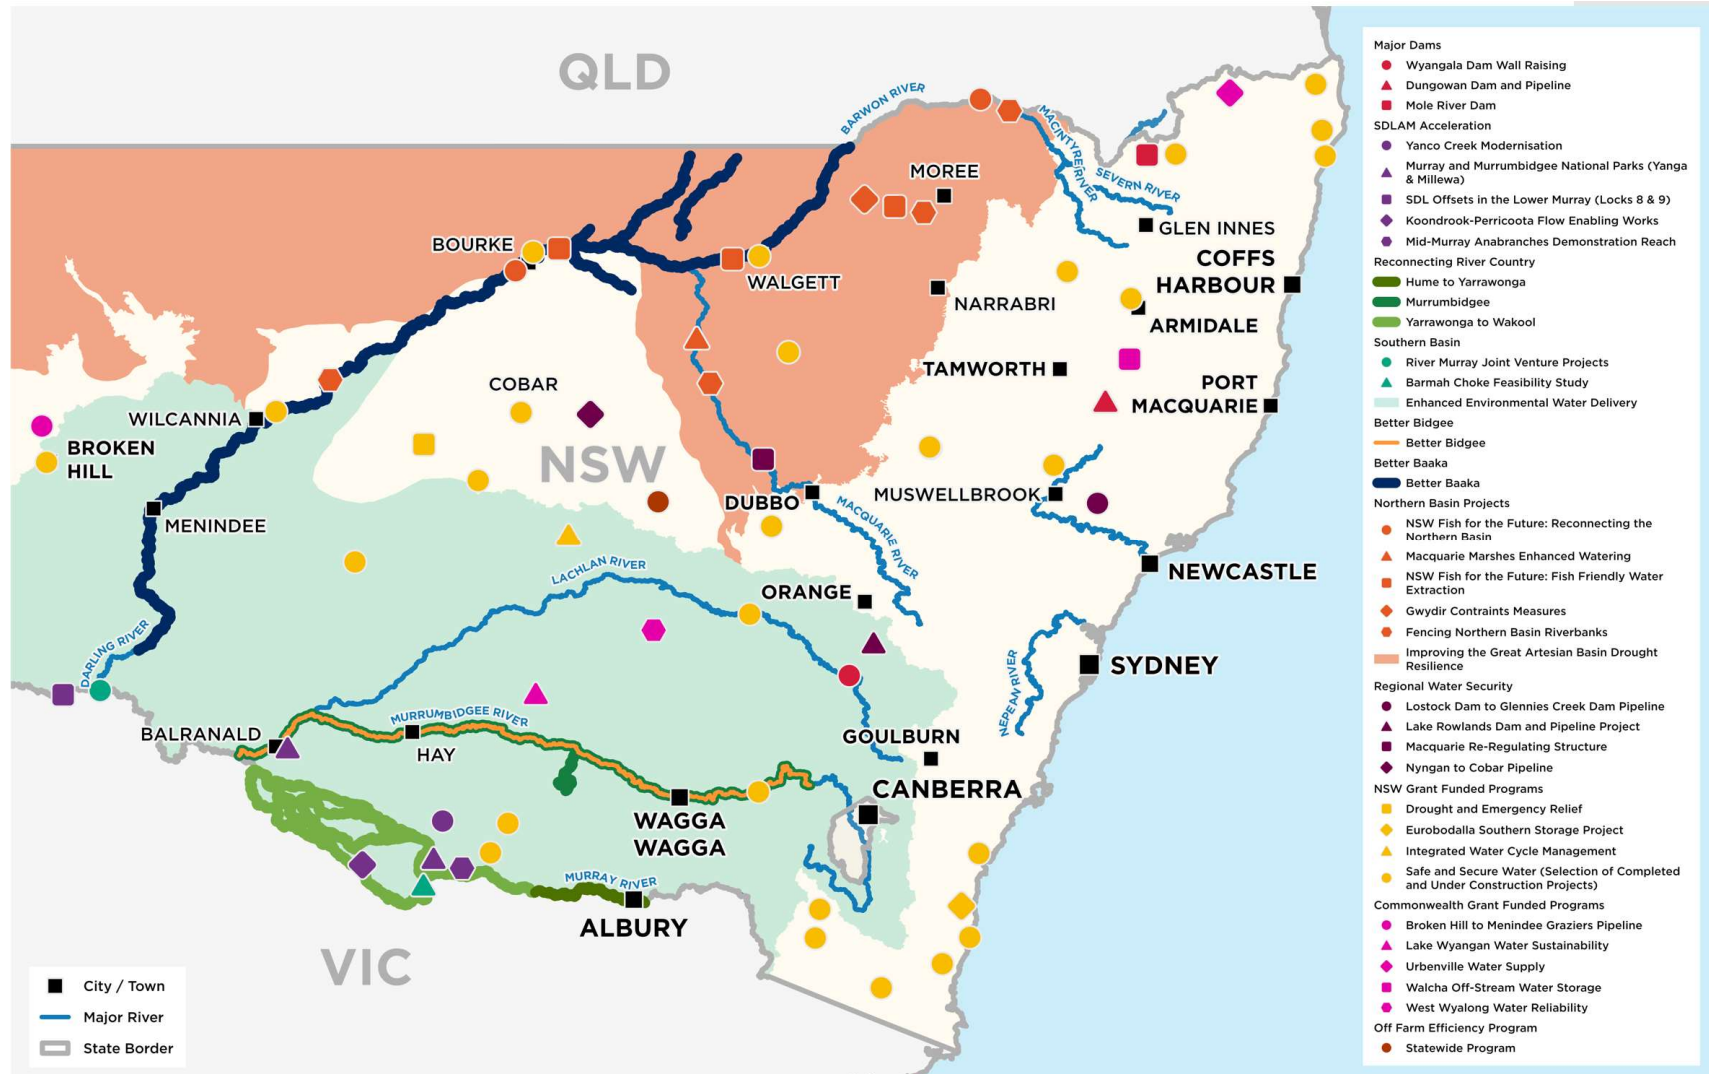 QLD
BARWON RIVER
MACINTYRE RIVER
SEVERN RIVER
MOREE
GLEN INNES
BOURKE
WALGETT
COFFS
HARBOUR
NARRABRI
ARMIDALE
TAMWORTH
COBAR
PORT
MACQUARIE
WILCANNIA
BROKEN
HILL
NSW
MUSWELLBROOK
DUBBO
MENINDEE
MACQUARIE RIVER
LACHLAN RIVER
NEWCASTLE
ORANGE
DARLING RIVER
NEPEAN RIVER
SYDNEY
MURRUMBIDGEE RIVER
BALRANALD
HAY
GOULBURN
CANBERRA
WAGGA
WAGGA
MURRAY RIVER
ALBURY
VIC
City / Town
Major River
State Border
Major Dams
Wyangala Dam Wall Raising
Dungowan Dam and Pipeline
Mole River Dam
SDLAM Acceleration
Yanco Creek Modernisation
Murray and Murrumbidgee National Parks (Yanga
& Millewa)
SDL Offsets in the Lower Murray (Locks 8 & 9)
Koondrook-Perricoota Flow Enabling Works
Mid-Murray Anabranches Demonstration Reach
Reconnecting River Country
Hume to Yarrawonga
Murrumbidgee
Yarrawonga to Wakool
Southern Basin
River Murray Joint Venture Projects
Barmah Choke Feasibility Study
Enhanced Environmental Water Delivery
Better Bidgee
Better Bidgee
Better Baaka
Better Baaka
Northern Basin Projects
NSW Fish for the Future: Reconnecting the
Northern Basin
Macquarie Marshes Enhanced Watering
NSW Fish for the Future: Fish Friendly Water
Extraction
Gwydir Contraints Measures
Fencing Northern Basin Riverbanks
Improving the Great Artesian Basin Drought
Resilience
Regional Water Security
Lostock Dam to Glennies Creek Dam Pipeline
Lake Rowlands Dam and Pipeline Project
Macquarie Re-Regulating Structure
Nyngan to Cobar Pipeline
NSW Grant Funded Programs
Drought and Emergency Relief
Eurobodalla Southern Storage Project
Integrated Water Cycle Management
Safe and Secure Water (Selection of Completed
and Under Construction Projects)
Commonwealth Grant Funded Programs
Broken Hill to Menindee Graziers Pipeline
Lake Wyangan Water Sustainability
Urbenville Water Supply
Walcha Off-Stream Water Storage
West Wyalong Water Reliability
Off Farm Efficiency Program
Statewide Program